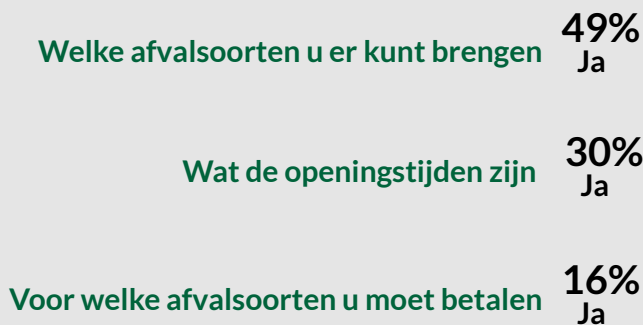 Welke afvalsoorten u er kunt brengen 49%
Ja
Wat de openingstijden zijn 30%
Ja
Voor welke afvalsoorten u moet betalen 16%
Ja